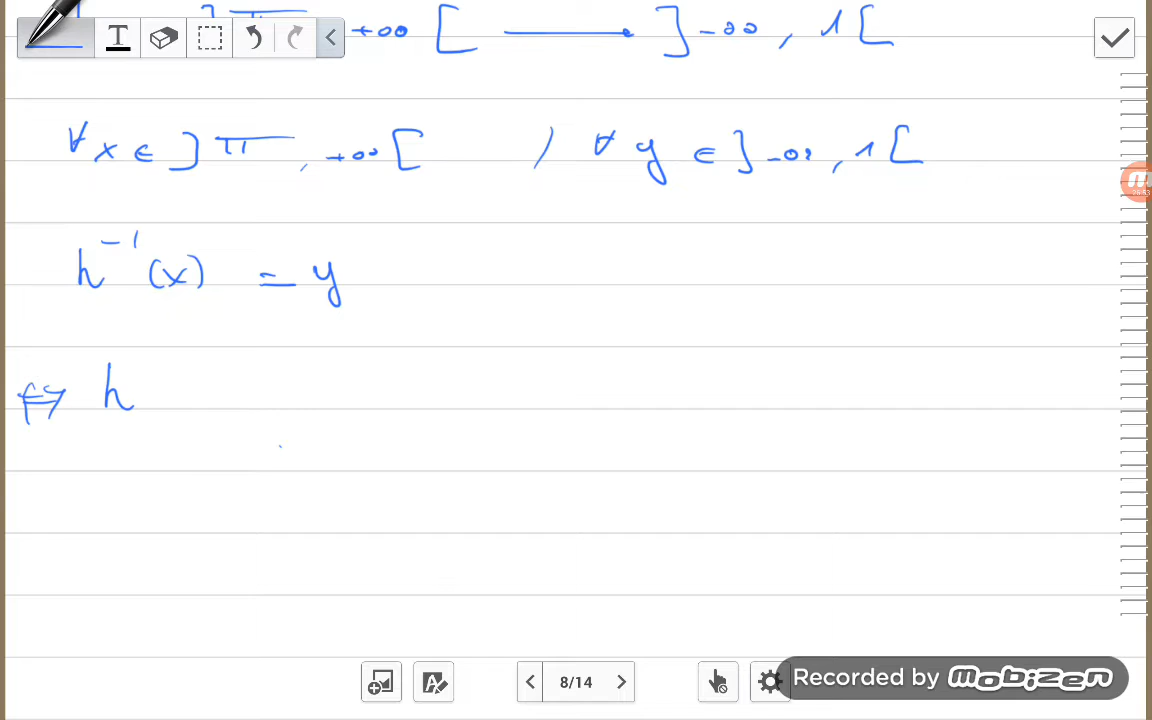 ] π +∞ [ ⟶ ] -∞ , 1 [
∀ x ∈ ] π , +∞ [ , ∀ y ∈ ] -∞ , 1 [
h⁻¹ (x) = y
⇔ h
T
8/14
Recorded by mobizen